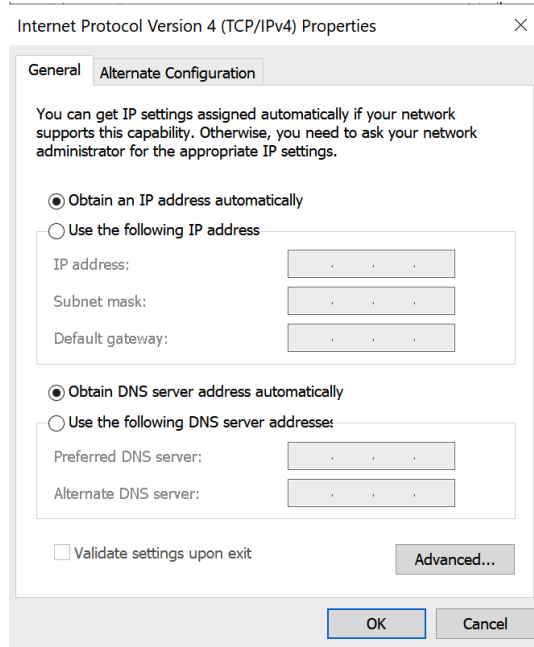 Internet Protocol Version 4 (TCP/IPv4) Properties
General
Alternate Configuration
You can get IP settings assigned automatically if your network
supports this capability. Otherwise, you need to ask your network
administrator for the appropriate IP settings.
Obtain an IP address automatically
Use the following IP address
IP address:
Subnet mask:
Default gateway:
Obtain DNS server address automatically
Use the following DNS server addresses
Preferred DNS server:
Alternate DNS server:
Validate settings upon exit
Advanced...
OK
Cancel